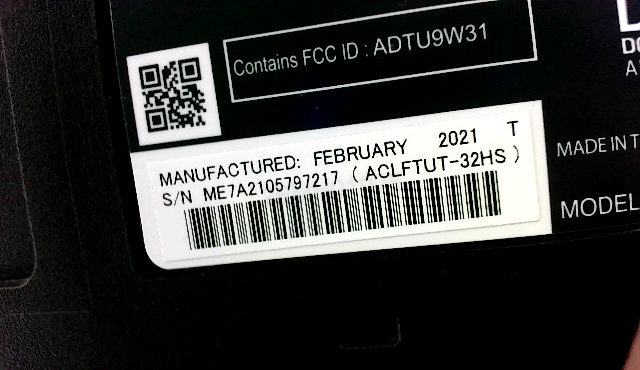 Contains FCC ID : ADTU9W31
MANUFACTURED: FEBRUARY 2021 T
S/N ME7A2105797217 ( ACLFTUT-32HS )
MADE IN T
MODEL